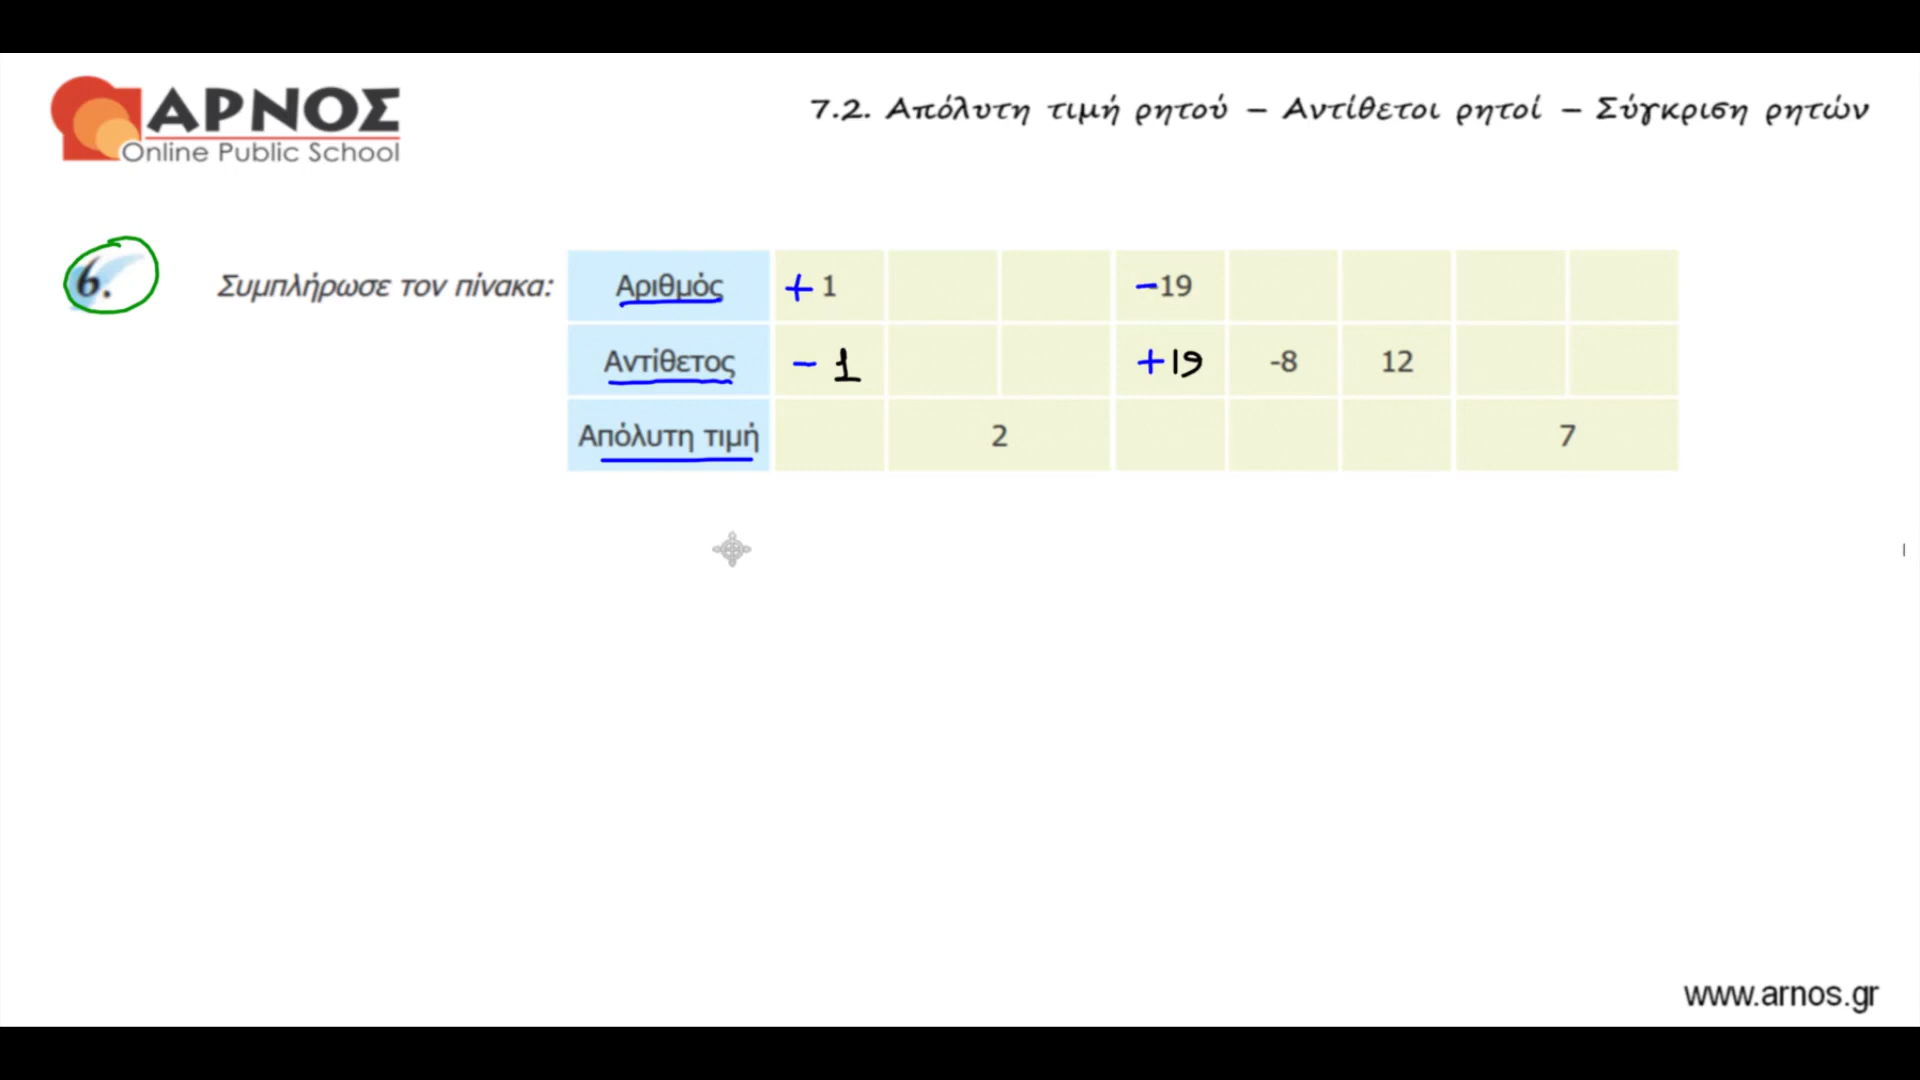 ΑΡΝΟΣ
Online Public School
7.2. Απόλυτη τιμή ρητού – Αντίθετοι ρητοί – Σύγκριση ρητών
6. Συμπλήρωσε τον πίνακα:
Αριθμός + 1 -19
Αντίθετος - 1 +19 -8 12
Απόλυτη τιμή 2 7
www.arnos.gr